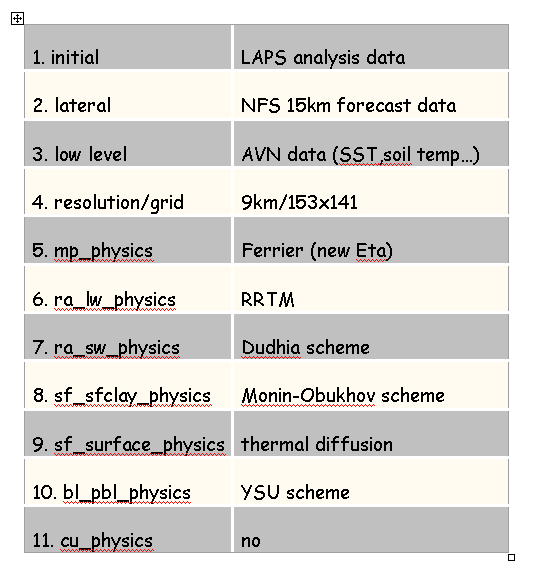 1. initial LAPS analysis data
2. lateral NFS 15km forecast data
3. low level AVN data (SST,soil temp...)
4. resolution/grid 9km/153x141
5. mp_physics Ferrier (new Eta)
6. ra_lw_physics RRTM
7. ra_sw_physics Dudhia scheme
8. sf_sfclay_physics Monin-Obukhov scheme
9. sf_surface_physics thermal diffusion
10. bl_pbl_physics YSU scheme
11. cu_physics no